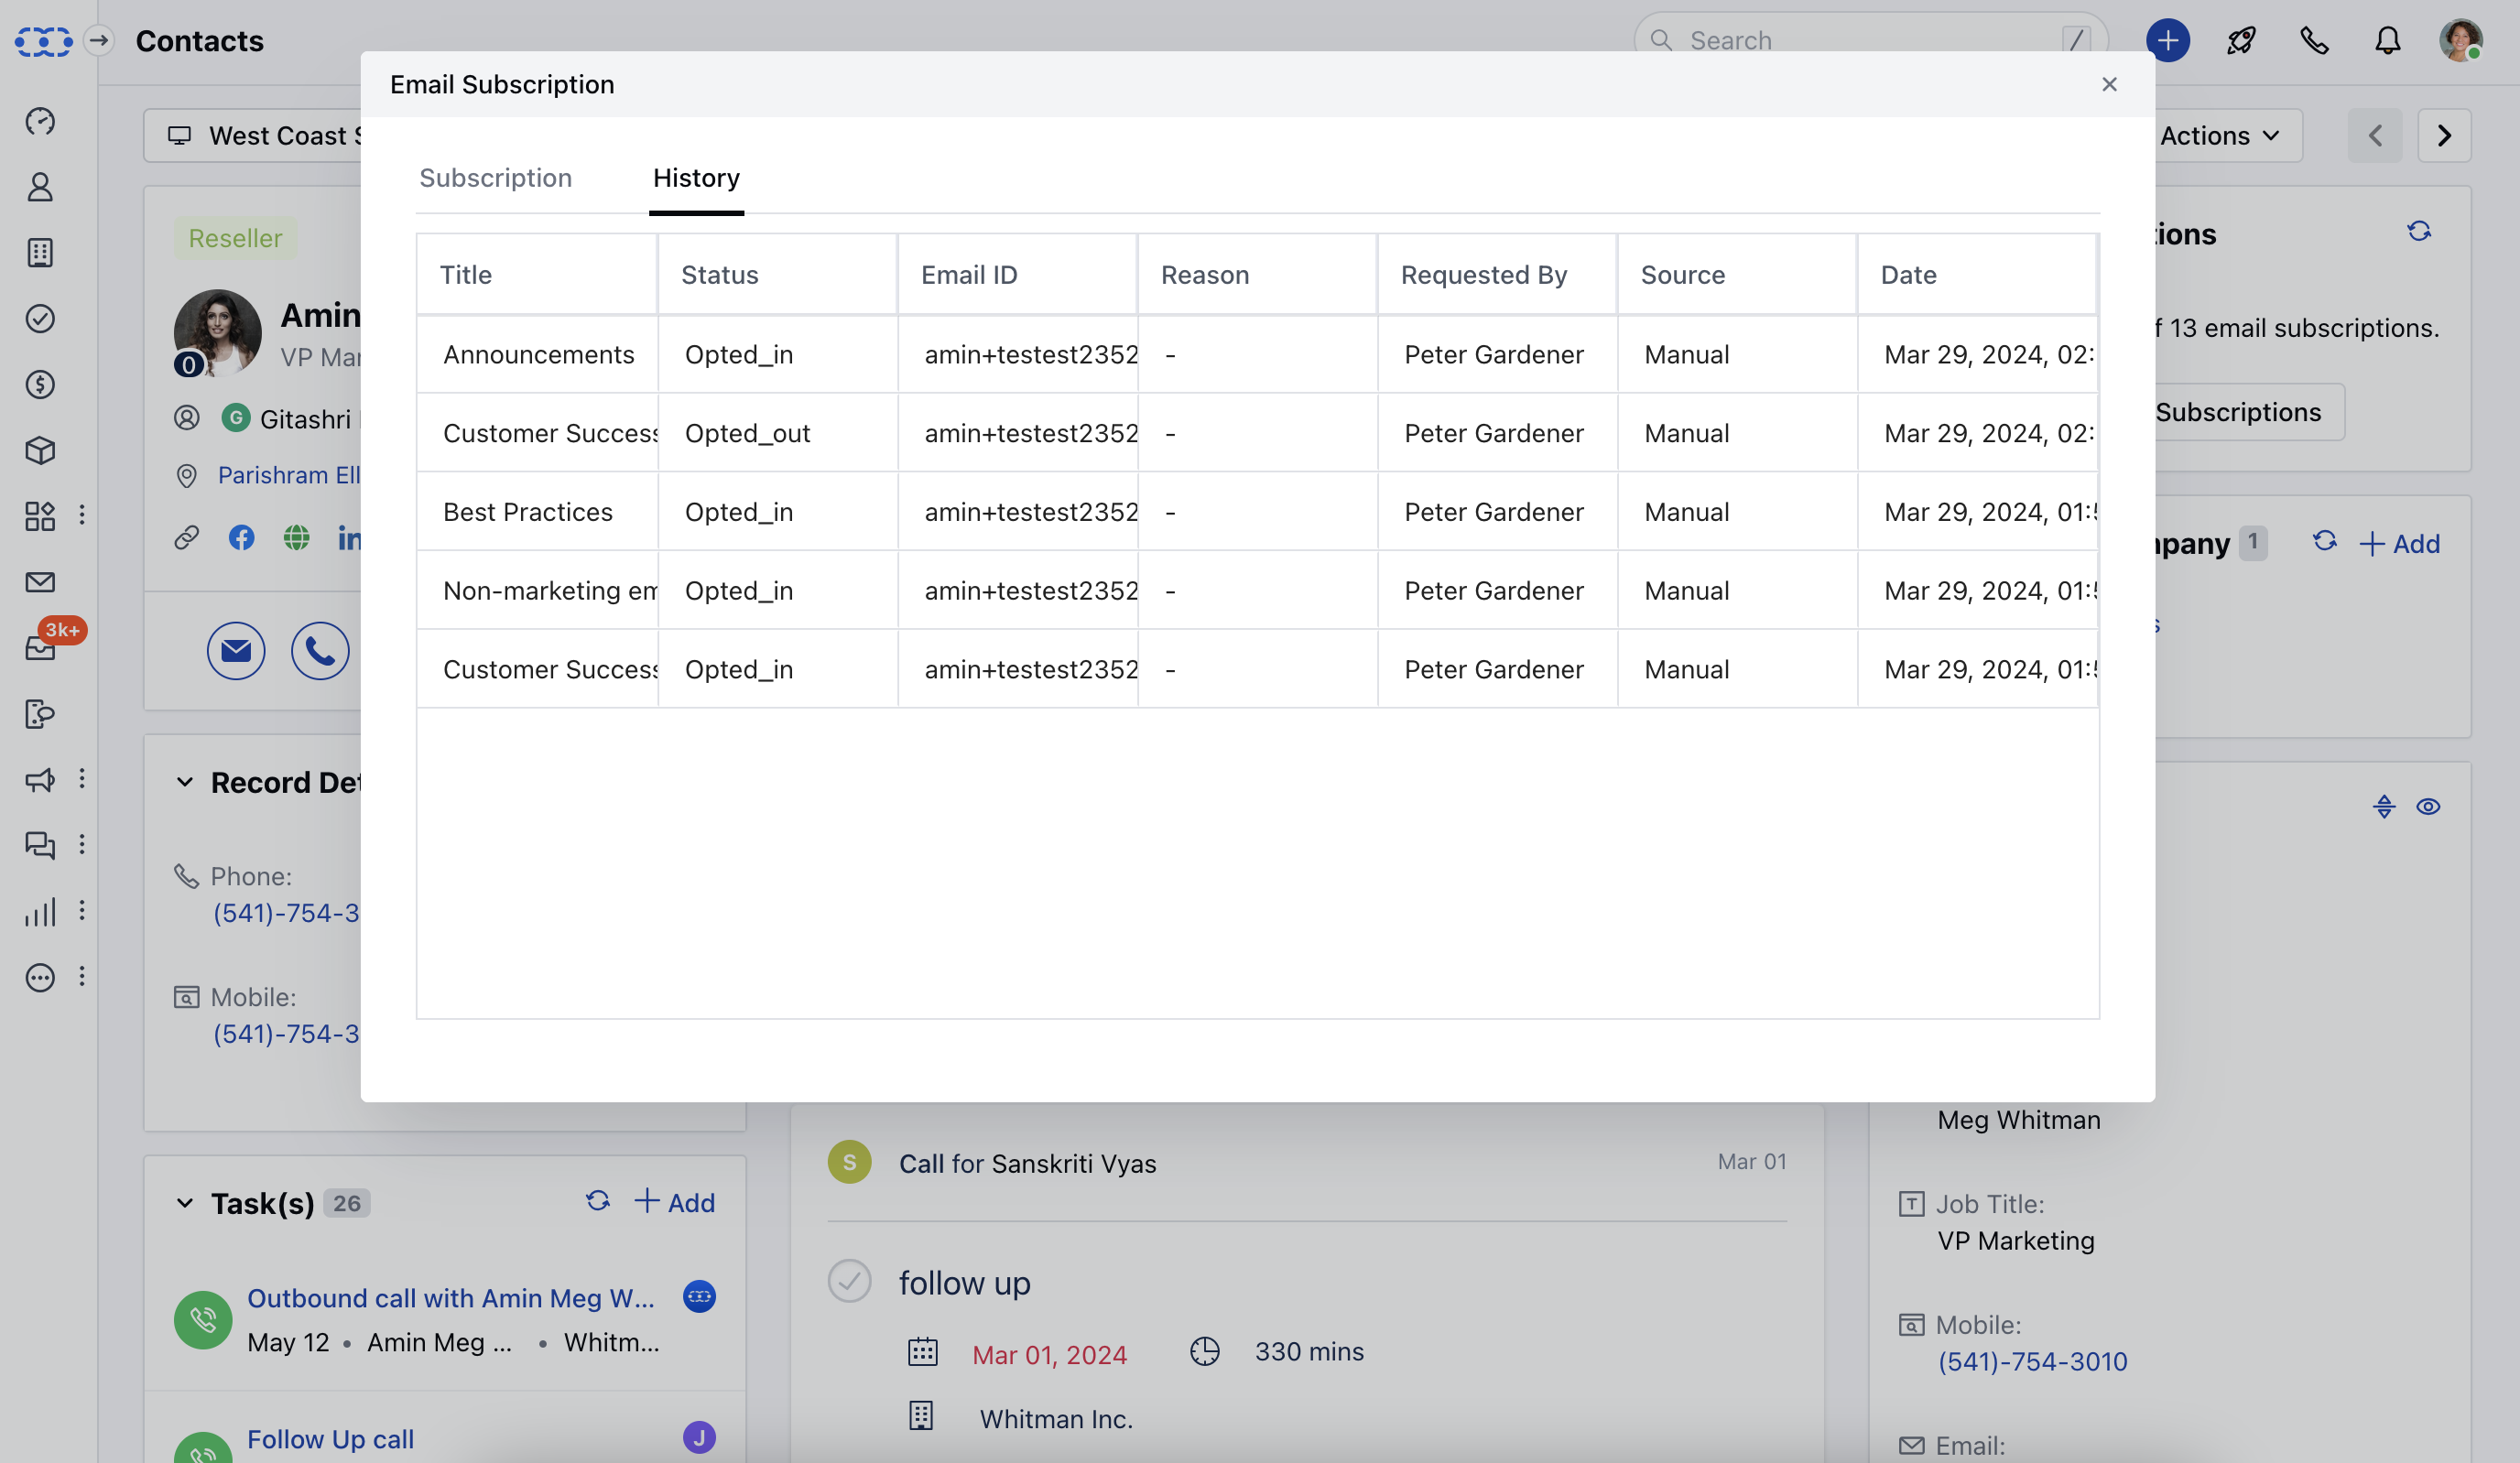 Contacts
Search /
Email Subscription
West Coast
Actions
Subscription
History
Reseller
Title Status Email ID Reason Requested By Source Date
Announcements Opted_in amin+testest2352 - Peter Gardener Manual Mar 29, 2024, 02:
Customer Success Opted_out amin+testest2352 - Peter Gardener Manual Mar 29, 2024, 02:
Best Practices Opted_in amin+testest2352 - Peter Gardener Manual Mar 29, 2024, 01:5
Non-marketing em Opted_in amin+testest2352 - Peter Gardener Manual Mar 29, 2024, 01:5
Customer Success Opted_in amin+testest2352 - Peter Gardener Manual Mar 29, 2024, 01:5
0
Amin
VP Mar
G Gitashri
Parishram Ell
in
3k+
Record Det
Phone:
(541)-754-3
Mobile:
(541)-754-3
tions
f 13 email subscriptions.
Subscriptions
mpany 1
Add
s
Task(s) 26
Add
Outbound call with Amin Meg W...
May 12 • Amin Meg ... • Whitm...
Follow Up call
J
S Call for Sanskriti Vyas
Mar 01
follow up
Mar 01, 2024
330 mins
Whitman Inc.
Meg Whitman
Job Title:
VP Marketing
Mobile:
(541)-754-3010
Email: